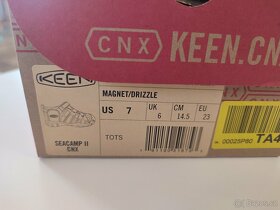 CNX KEEN.CN
KEEN
MAGNET/DRIZZLE
US 7 UK 6 CM 14.5 EU 23
TOTS
SEACAMP II
CNX
TA4